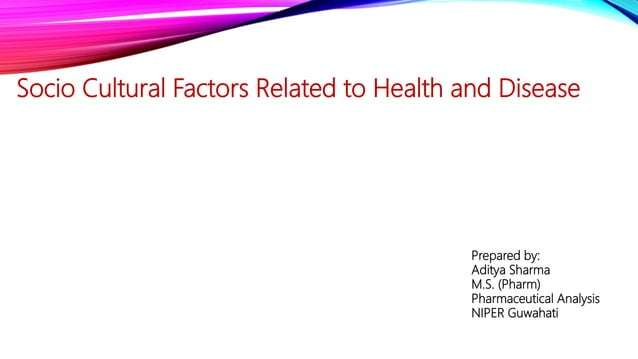 Socio Cultural Factors Related to Health and Disease
Prepared by:
Aditya Sharma
M.S. (Pharm)
Pharmaceutical Analysis
NIPER Guwahati